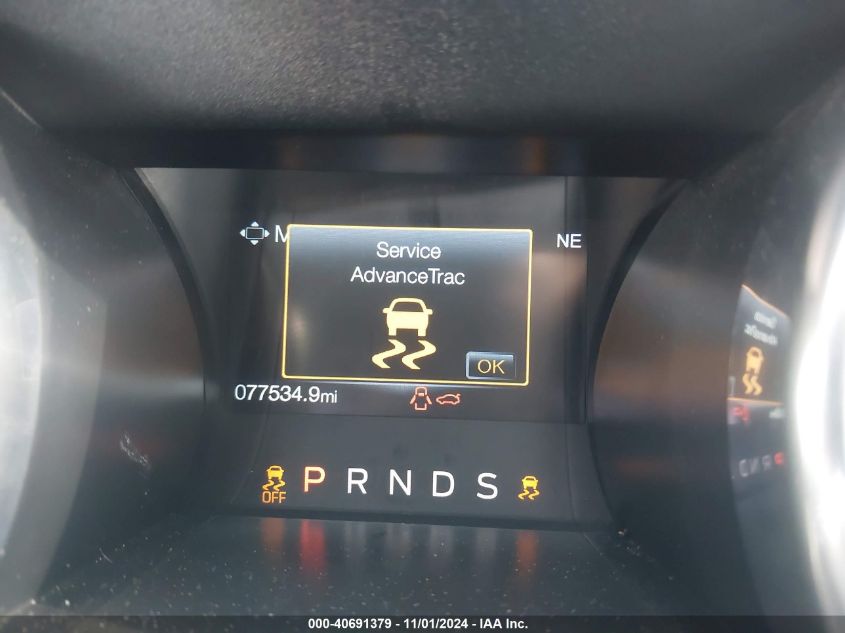 M
NE
Service
AdvanceTrac
OK
077534.9mi
OFF
P R N D S
000-40691379 - 11/01/2024 - IAA Inc.